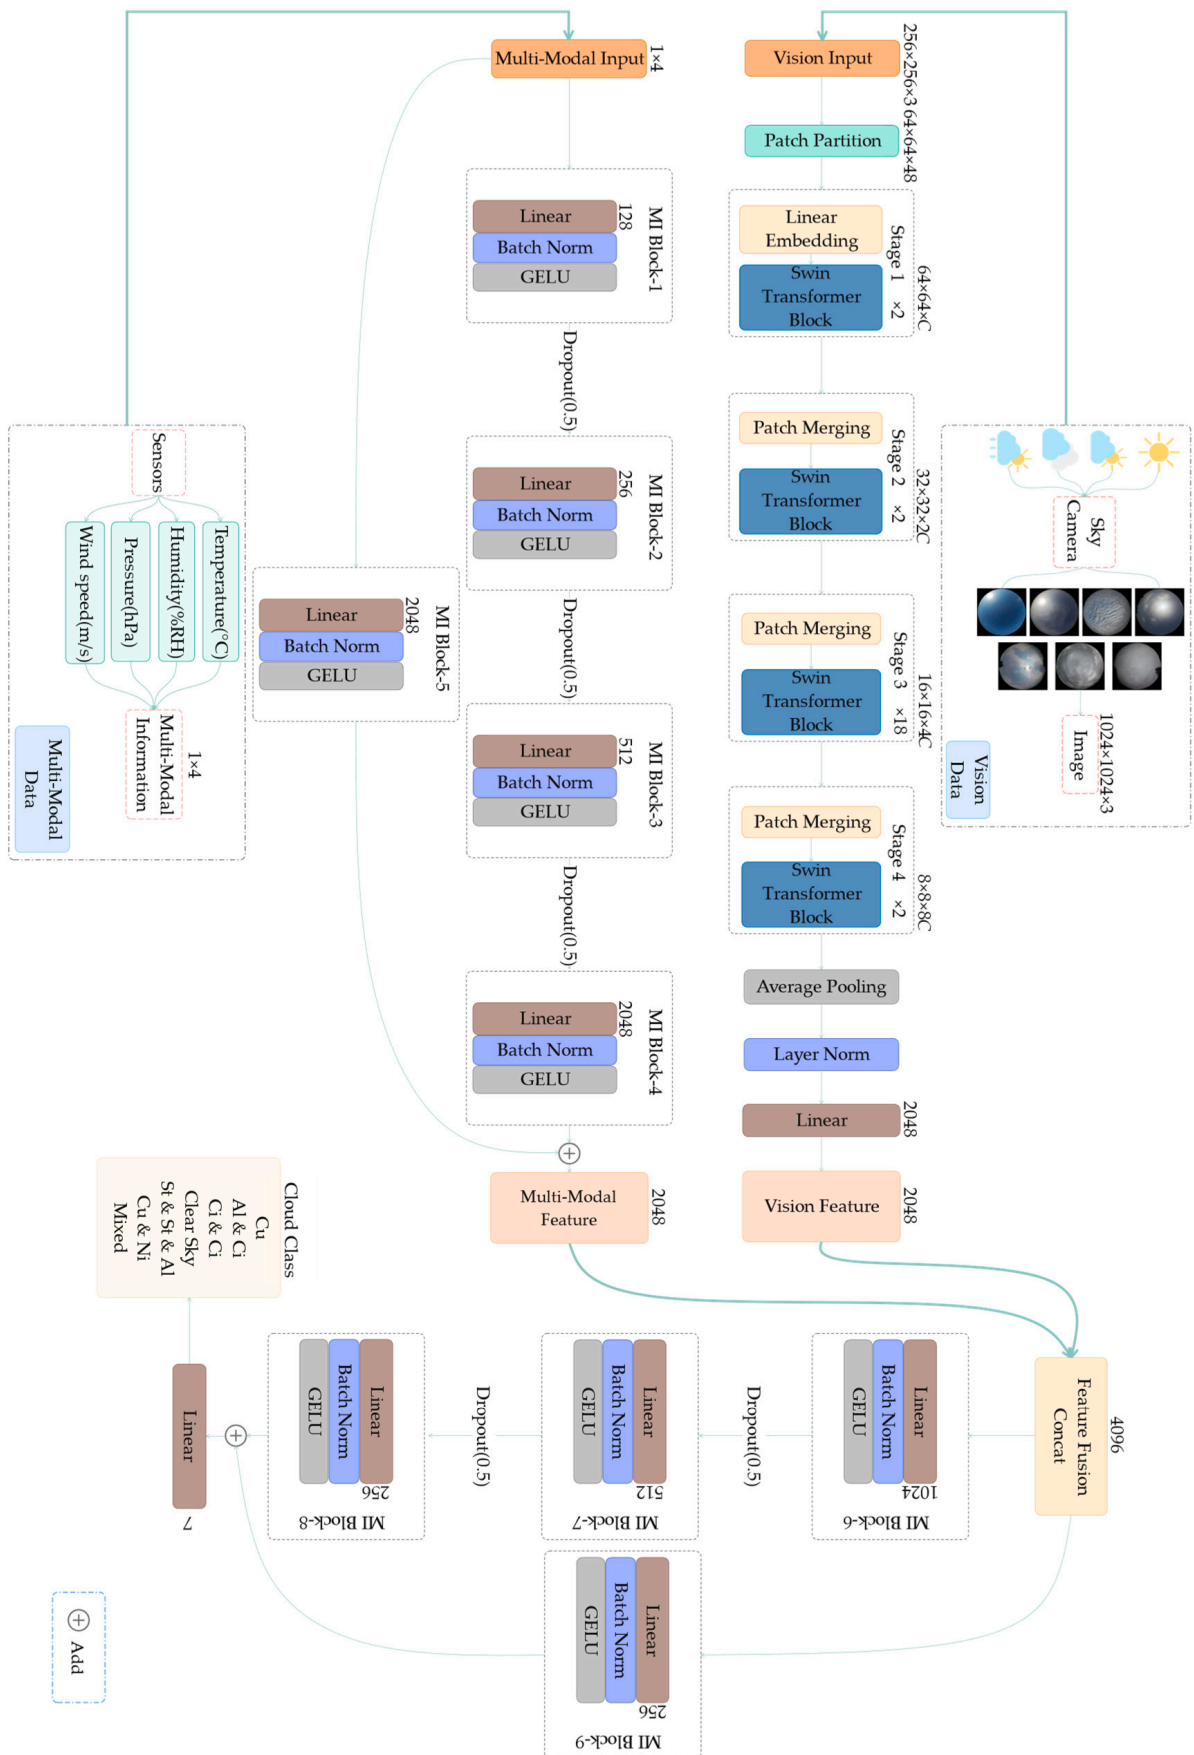 Multi-Modal Input
1×4
Vision Input
256×256×3
Patch Partition
64×64×48
Linear
Embedding
Swin
Transformer
Block
Stage 1
×2
64×64×C
Patch Merging
Swin
Transformer
Block
Stage 2
×2
32×32×2C
Patch Merging
Swin
Transformer
Block
Stage 3
×18
16×16×4C
Patch Merging
Swin
Transformer
Block
Stage 4
×2
8×8×8C
Average Pooling
Layer Norm
Linear
2048
Vision Feature
2048
MI Block-1
128
Linear
Batch Norm
GELU
Dropout(0.5)
MI Block-2
256
Linear
Batch Norm
GELU
Dropout(0.5)
MI Block-3
512
Linear
Batch Norm
GELU
Dropout(0.5)
MI Block-4
2048
Linear
Batch Norm
GELU
MI Block-5
2048
Linear
Batch Norm
GELU
+
Multi-Modal
Feature
2048
Sensors
Temperature(°C)
Humidity(%RH)
Pressure(hPa)
Wind speed(m/s)
1×4
Multi-Modal
Information
Multi-Modal
Data
Sky
Camera
1024×1024×3
Image
Vision
Data
4096
Feature Fusion
Concat
Linear
Batch Norm
GELU
1024
MI Block-6
Dropout(0.5)
Linear
Batch Norm
GELU
512
MI Block-7
Dropout(0.5)
Linear
Batch Norm
GELU
256
MI Block-8
Linear
Batch Norm
GELU
256
MI Block-9
+
Linear
7
Cloud Class
Cu
Al & Ci
Ci & Ci
Clear Sky
St & St & Al
Cu & Ni
Mixed
+ Add